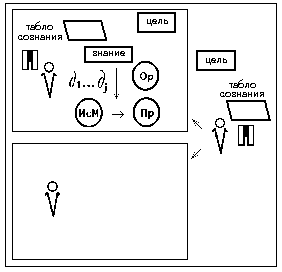 цель
табло
сознания
знание
цель
∂1...∂j
Ор
табло
сознания
ИсМ
Пр